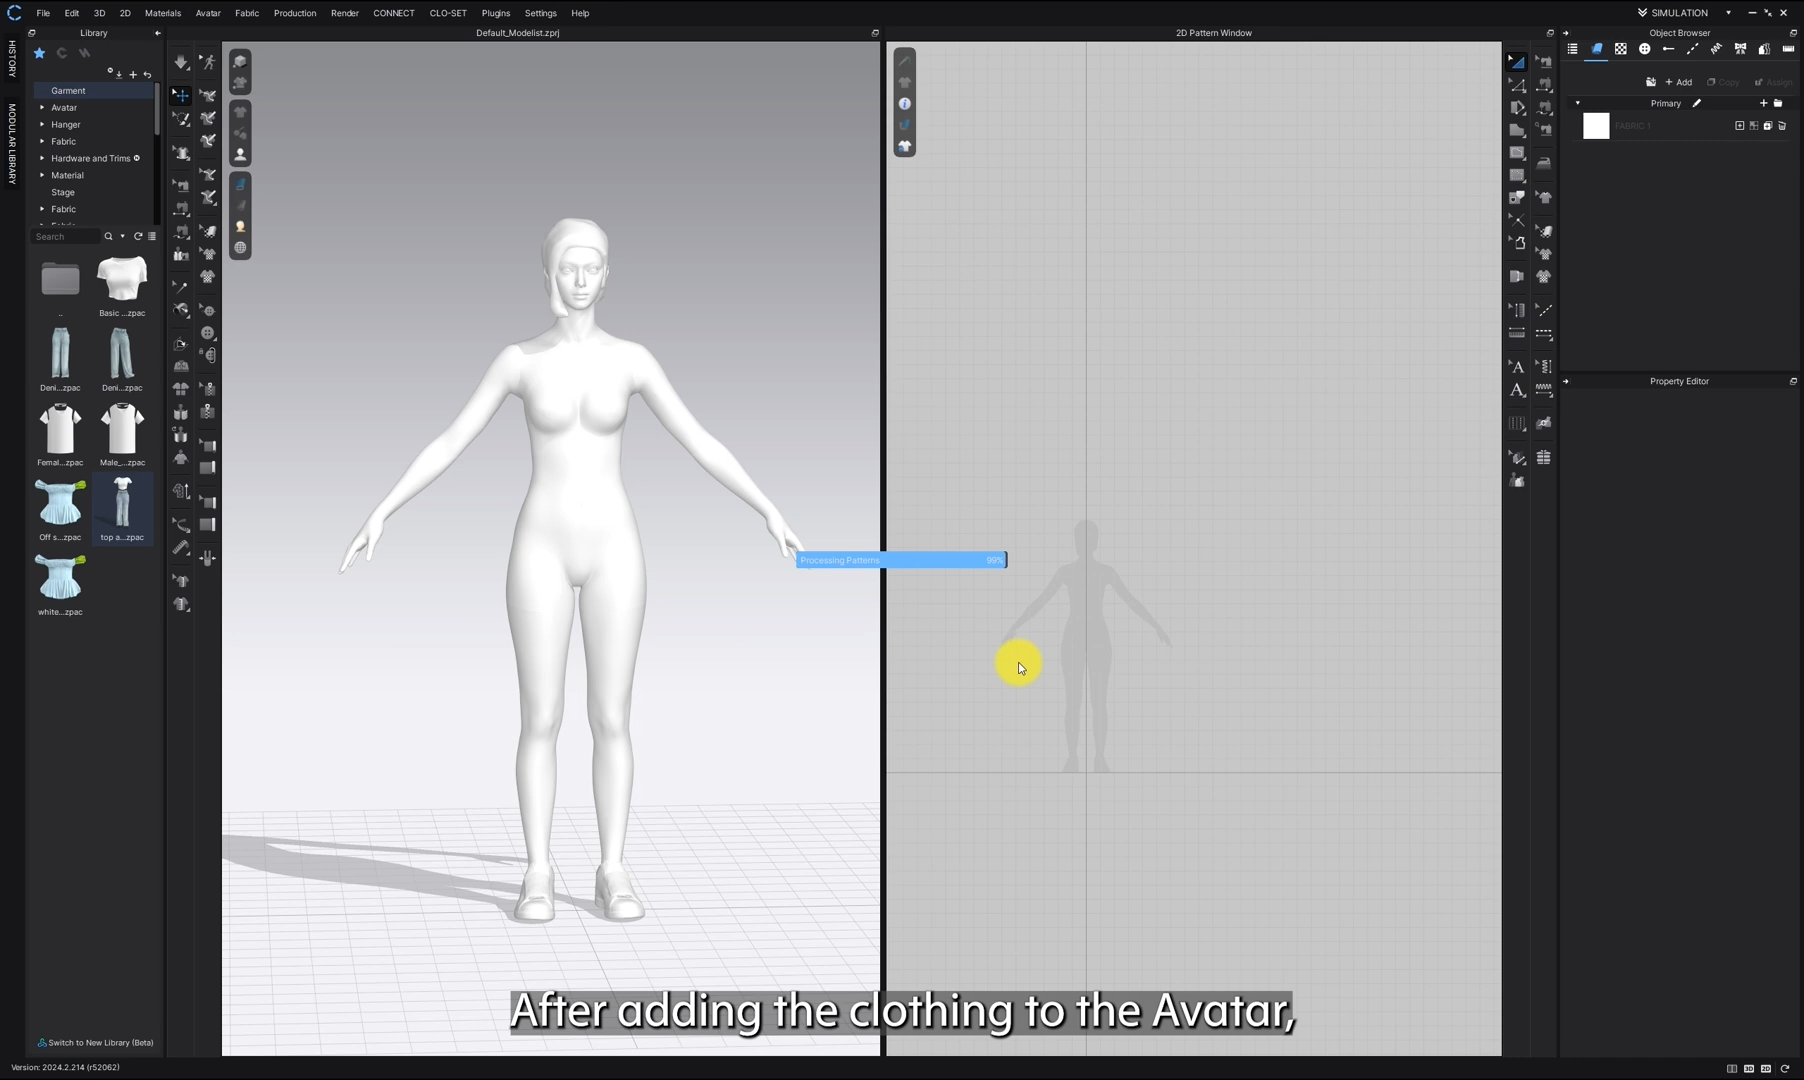 File Edit 3D 2D Materials Avatar Fabric Production Render CONNECT CLO-SET Plugins Settings Help
SIMULATION
HISTORY
MODULAR LIBRARY
Library
Garment
Avatar
Hanger
Fabric
Hardware and Trims
Material
Stage
Fabric
Search
..
Basic ...zpac
Deni...zpac
Deni...zpac
Femal...zpac
Male_...zpac
Off s...zpac
top a...zpac
white...zpac
Switch to New Library (Beta)
Default_Modelist.zprj
Processing Patterns 99%
2D Pattern Window
Object Browser
+ Add Copy Assign
Primary
FABRIC 1
Property Editor
After adding the clothing to the Avatar,
Version: 2024.2.214 (r52062)
3D 2D